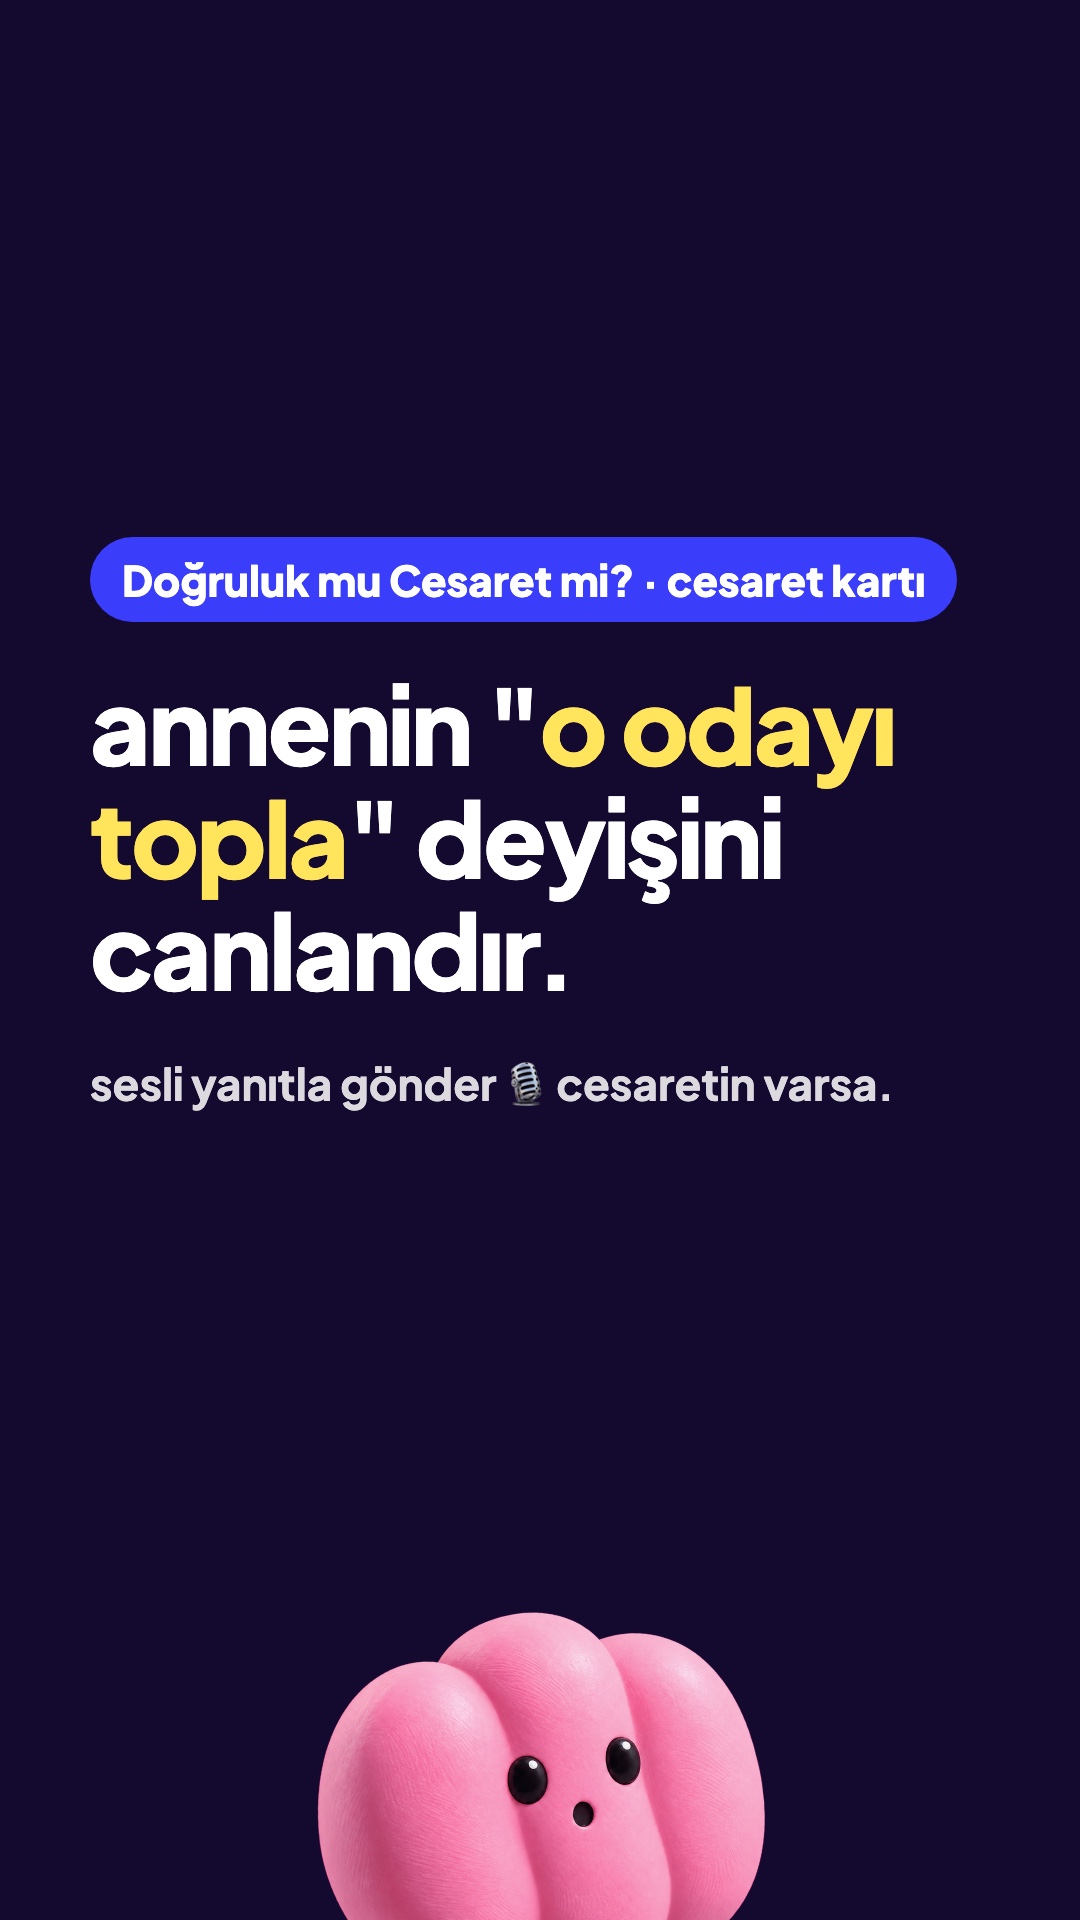 Doğruluk mu Cesaret mi? · cesaret kartı
annenin "o odayı
topla" deyişini
canlandır.
sesli yanıtla gönder 🎙️ cesaretin varsa.